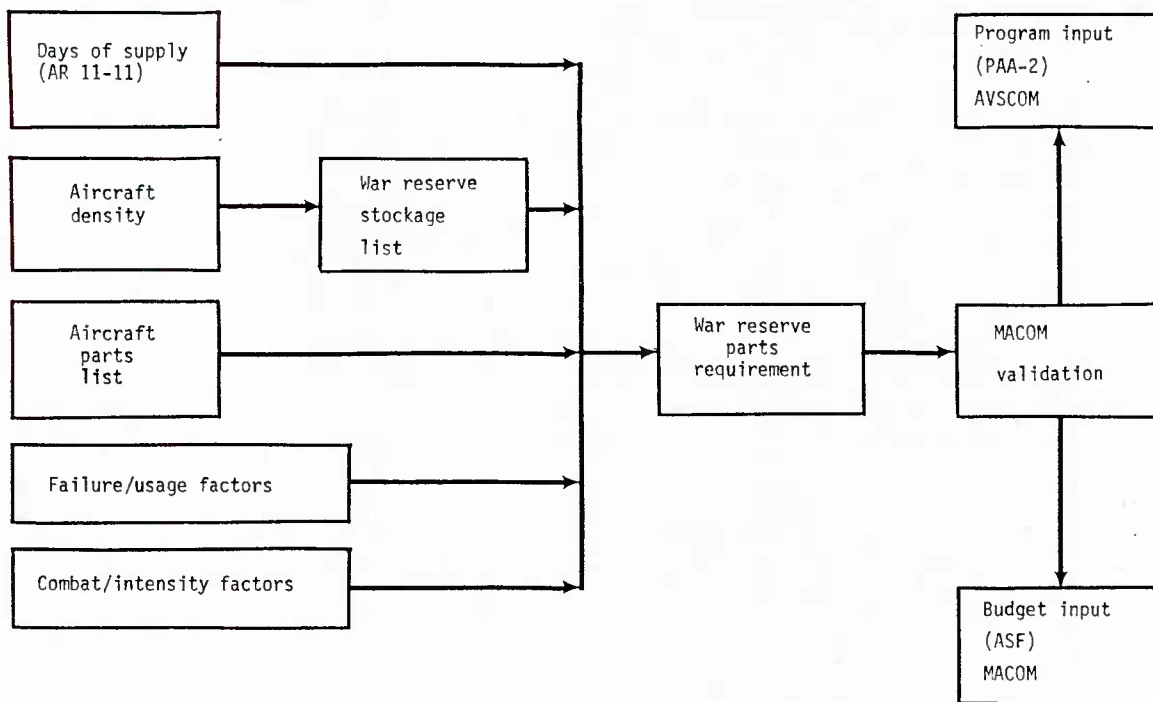 Days of supply
(AR 11-11)
Aircraft
density
War reserve
stockage
list
Aircraft
parts
list
Failure/usage factors
Combat/intensity factors
War reserve
parts
requirement
MACOM
validation
Program input
(PAA-2)
AVSCOM
Budget input
(ASF)
MACOM